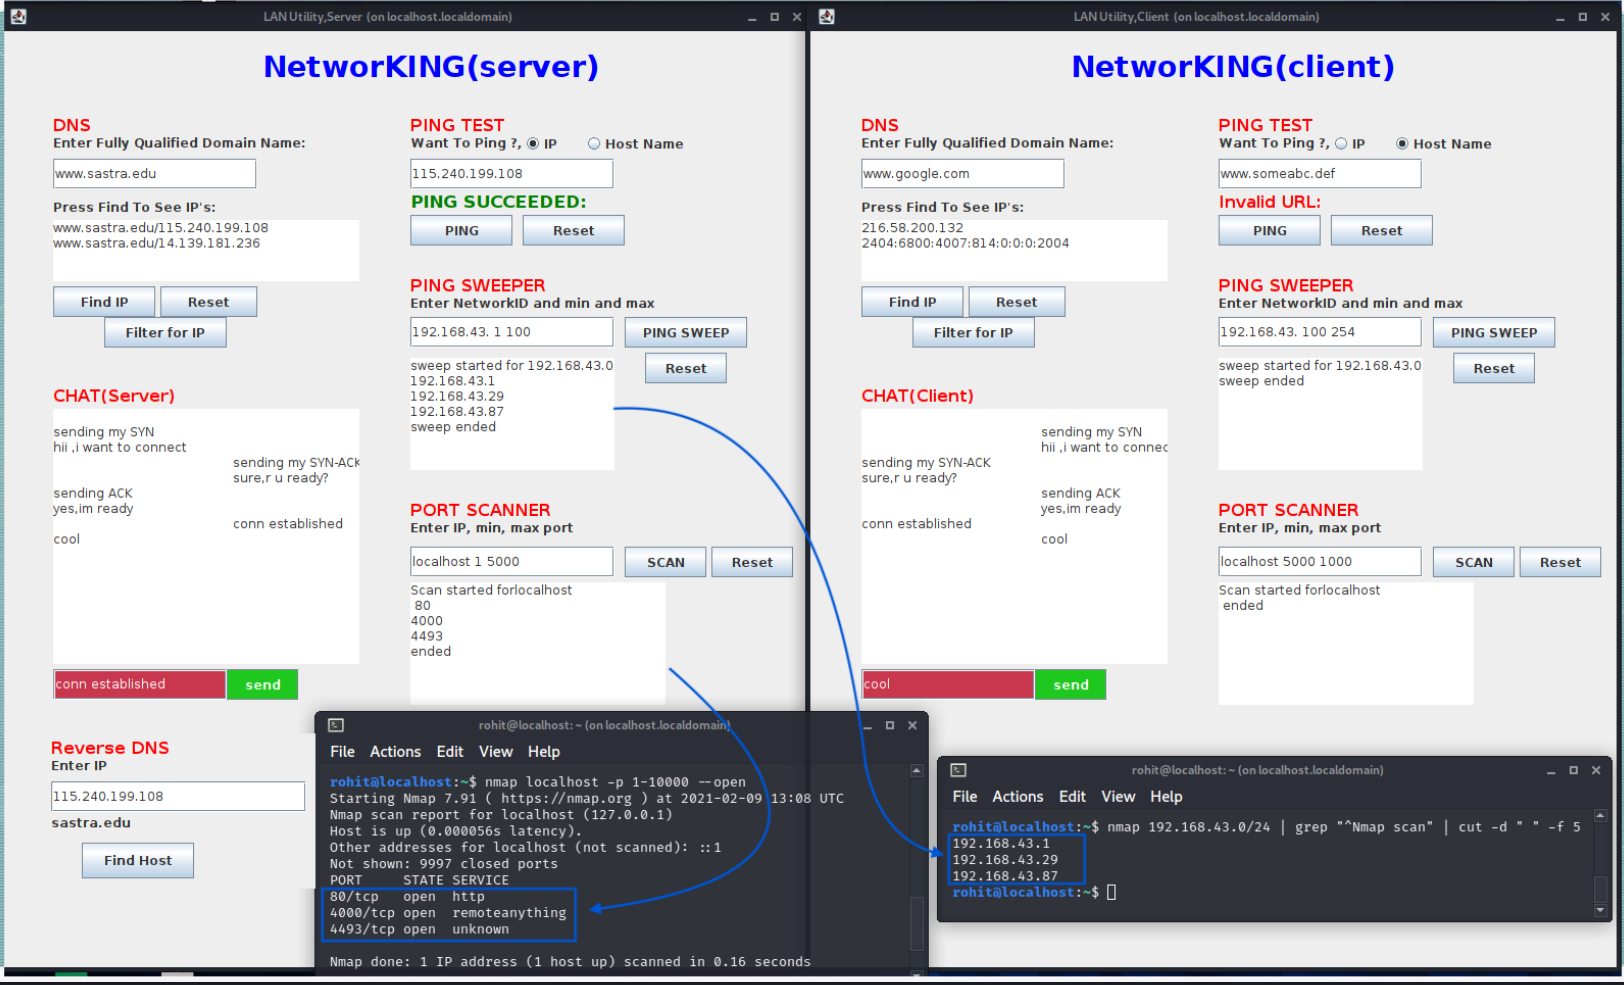 LAN Utility,Server (on localhost.localdomain)
NetworKING(server)
DNS
Enter Fully Qualified Domain Name:
www.sastra.edu
Press Find To See IP's:
www.sastra.edu/115.240.199.108
www.sastra.edu/14.139.181.236
Find IP
Reset
Filter for IP
PING TEST
Want To Ping ?, IP Host Name
115.240.199.108
PING SUCCEEDED:
PING
Reset
PING SWEEPER
Enter NetworkID and min and max
192.168.43. 1 100
PING SWEEP
sweep started for 192.168.43.0
192.168.43.1
192.168.43.29
192.168.43.87
sweep ended
Reset
CHAT(Server)
sending my SYN
hii ,i want to connect
sending my SYN-ACK
sure,r u ready?
sending ACK
yes,im ready
conn established
cool
conn established
send
PORT SCANNER
Enter IP, min, max port
localhost 1 5000
SCAN
Reset
Scan started forlocalhost
80
4000
4493
ended
Reverse DNS
Enter IP
115.240.199.108
sastra.edu
Find Host
LAN Utility,Client (on localhost.localdomain)
NetworKING(client)
DNS
Enter Fully Qualified Domain Name:
www.google.com
Press Find To See IP's:
216.58.200.132
2404:6800:4007:814:0:0:0:2004
Find IP
Reset
Filter for IP
PING TEST
Want To Ping ?, IP Host Name
www.someabc.def
Invalid URL:
PING
Reset
PING SWEEPER
Enter NetworkID and min and max
192.168.43. 100 254
PING SWEEP
sweep started for 192.168.43.0
sweep ended
Reset
CHAT(Client)
sending my SYN
hii ,i want to connec
sending my SYN-ACK
sure,r u ready?
sending ACK
yes,im ready
conn established
cool
cool
send
PORT SCANNER
Enter IP, min, max port
localhost 5000 1000
SCAN
Reset
Scan started forlocalhost
ended
rohit@localhost: ~ (on localhost.localdomain)
File Actions Edit View Help
rohit@localhost:~$ nmap localhost -p 1-10000 --open
Starting Nmap 7.91 ( https://nmap.org ) at 2021-02-09 13:08 UTC
Nmap scan report for localhost (127.0.0.1)
Host is up (0.000056s latency).
Other addresses for localhost (not scanned): ::1
Not shown: 9997 closed ports
PORT STATE SERVICE
80/tcp open http
4000/tcp open remoteanything
4493/tcp open unknown
Nmap done: 1 IP address (1 host up) scanned in 0.16 seconds
rohit@localhost: ~ (on localhost.localdomain)
File Actions Edit View Help
rohit@localhost:~$ nmap 192.168.43.0/24 | grep "^Nmap scan" | cut -d " " -f 5
192.168.43.1
192.168.43.29
192.168.43.87
rohit@localhost:~$